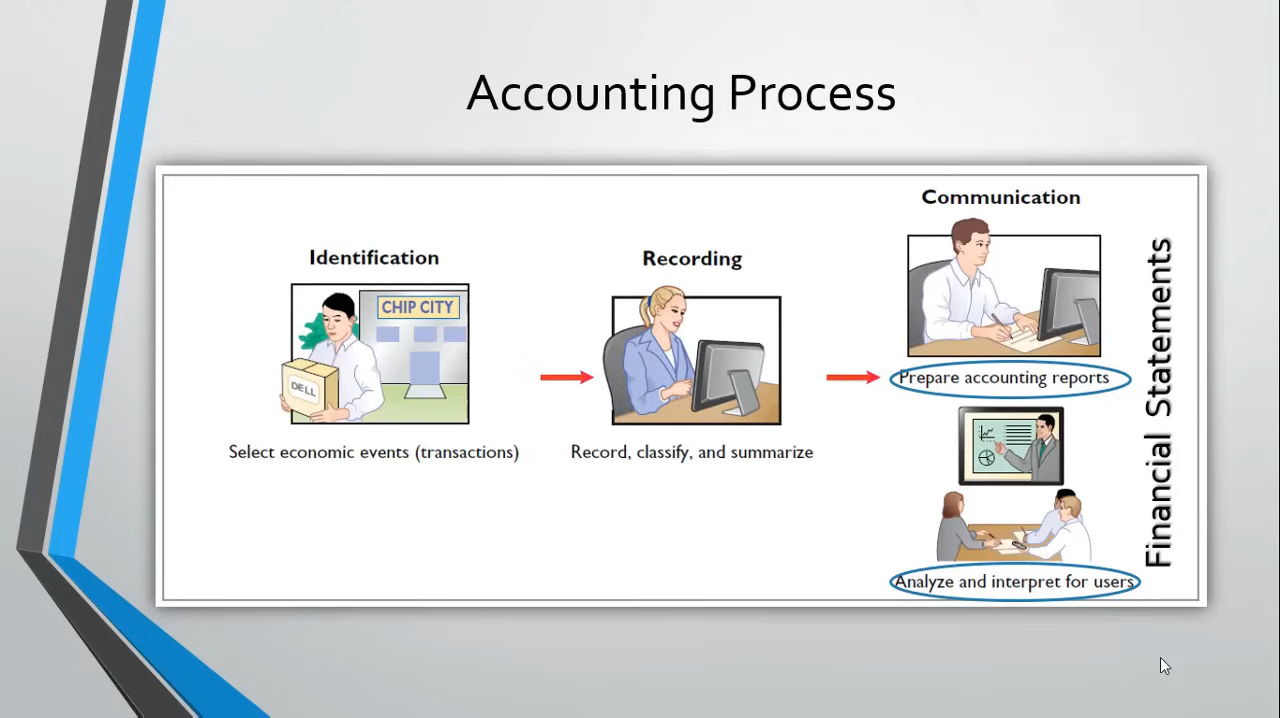 Accounting Process
Identification
CHIP CITY
DELL
Select economic events (transactions)
Recording
Record, classify, and summarize
Communication
Prepare accounting reports
Analyze and interpret for users
Financial Statements